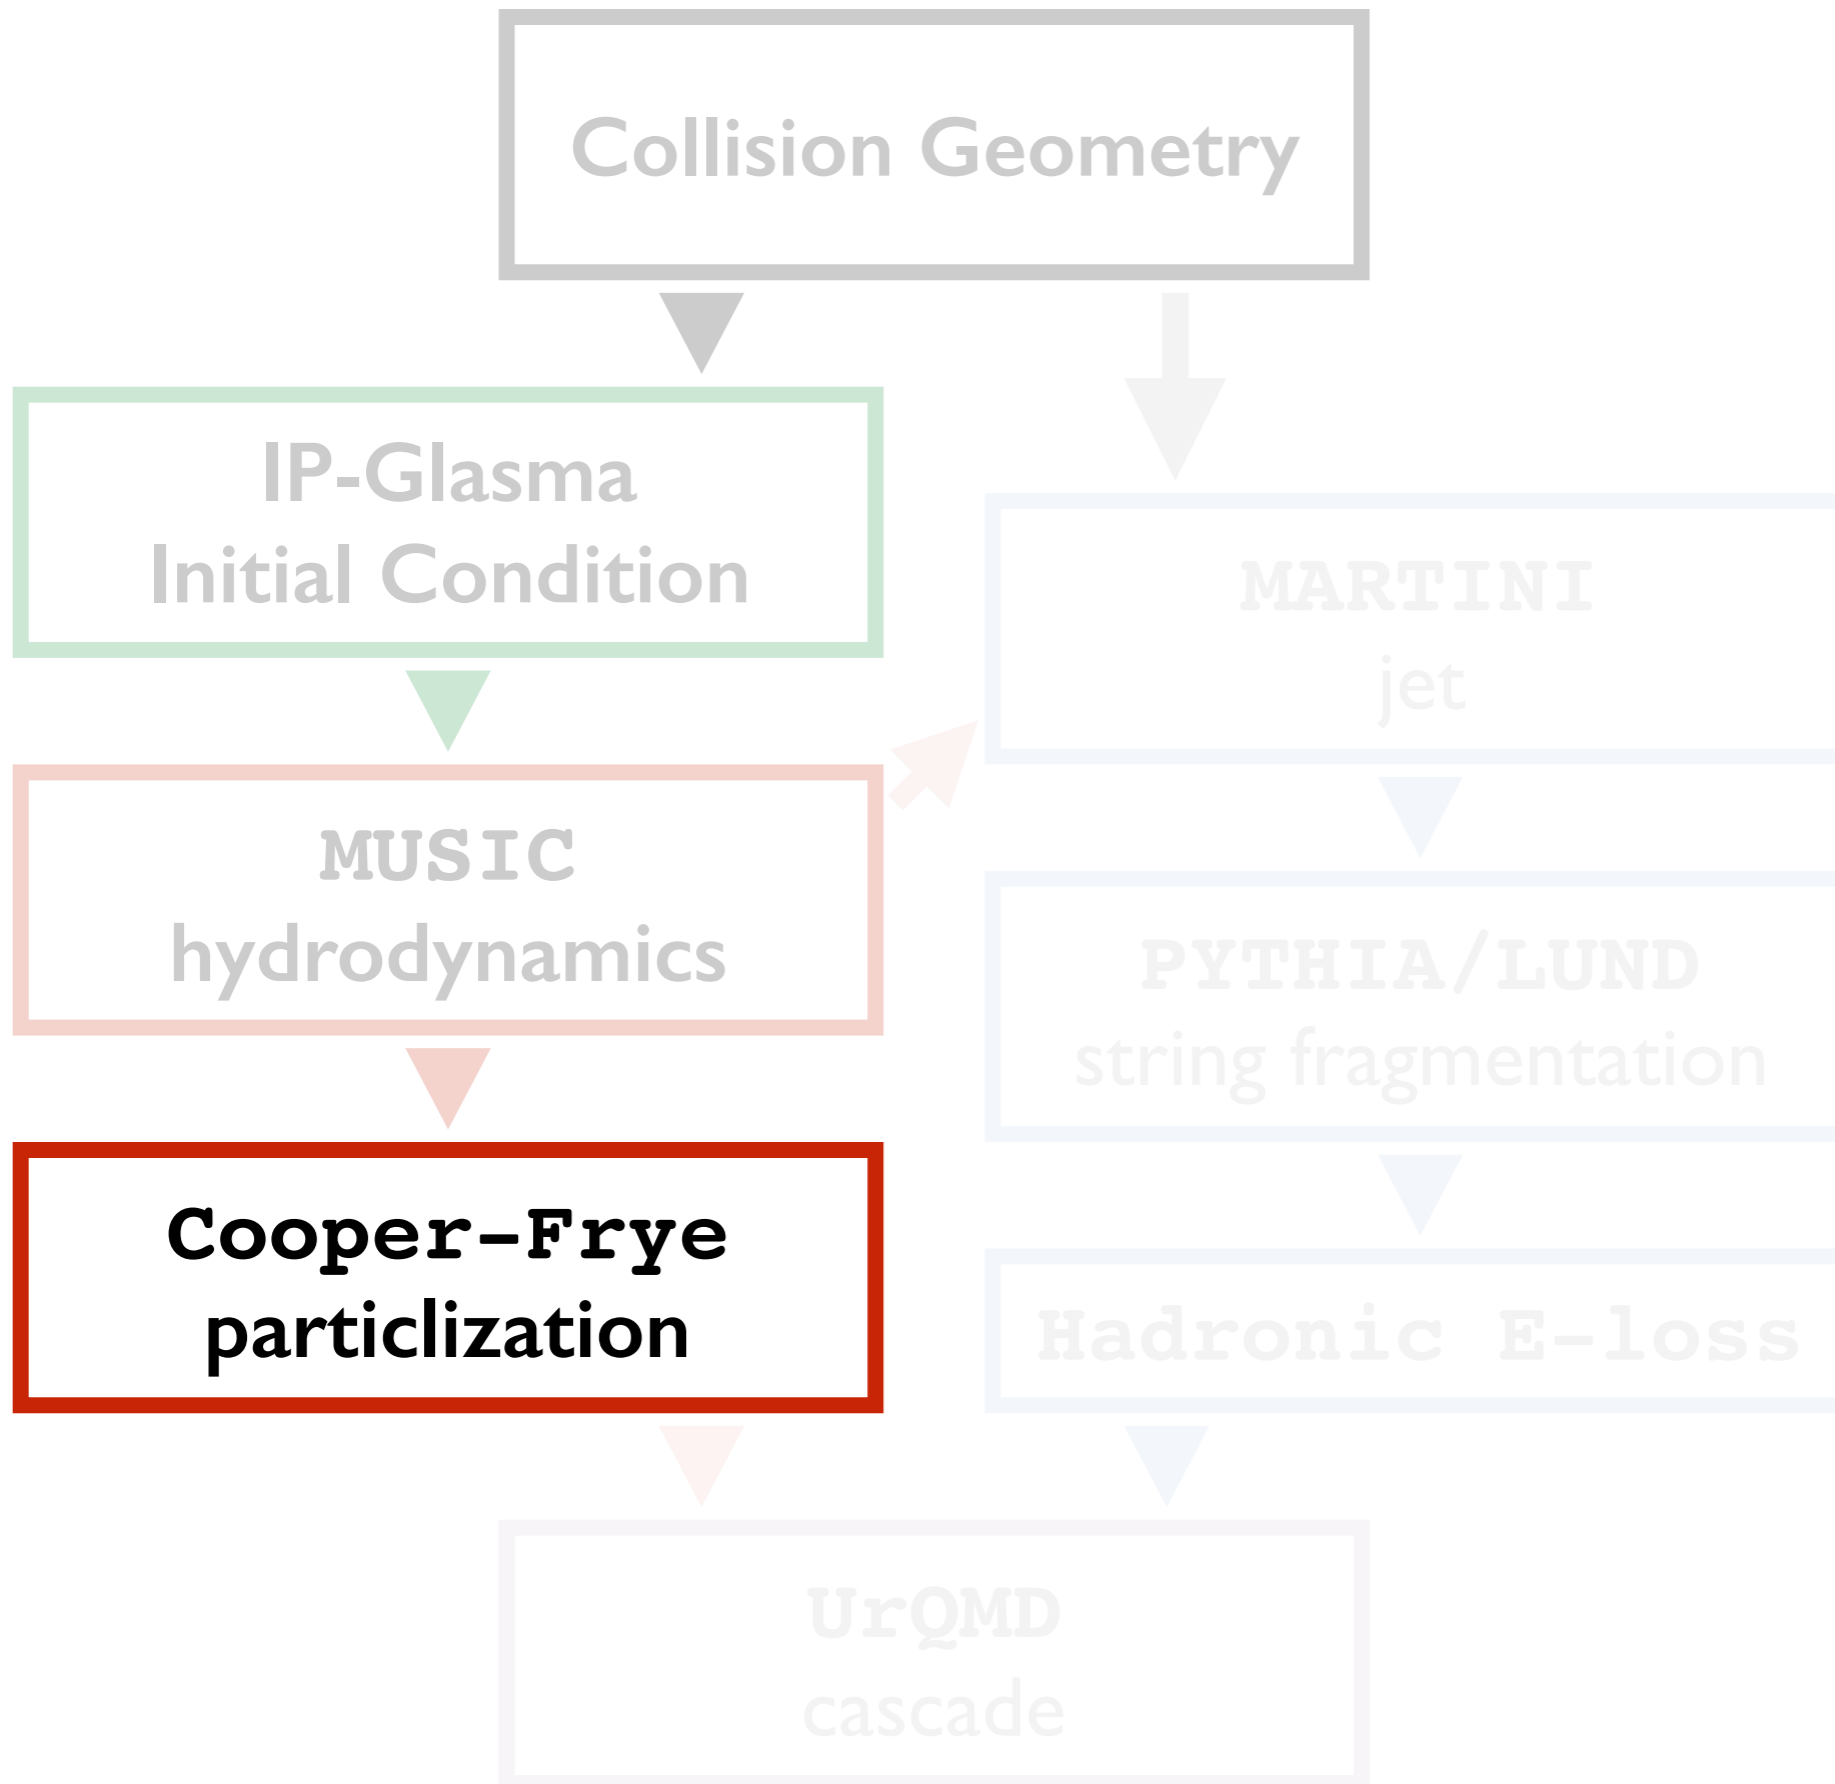 Collision Geometry
IP-Glasma
Initial Condition
MUSIC
hydrodynamics
Cooper-Frye
particlization
MARTINI
jet
PYTHIA/LUND
string fragmentation
Hadronic E-loss
UrQMD
cascade